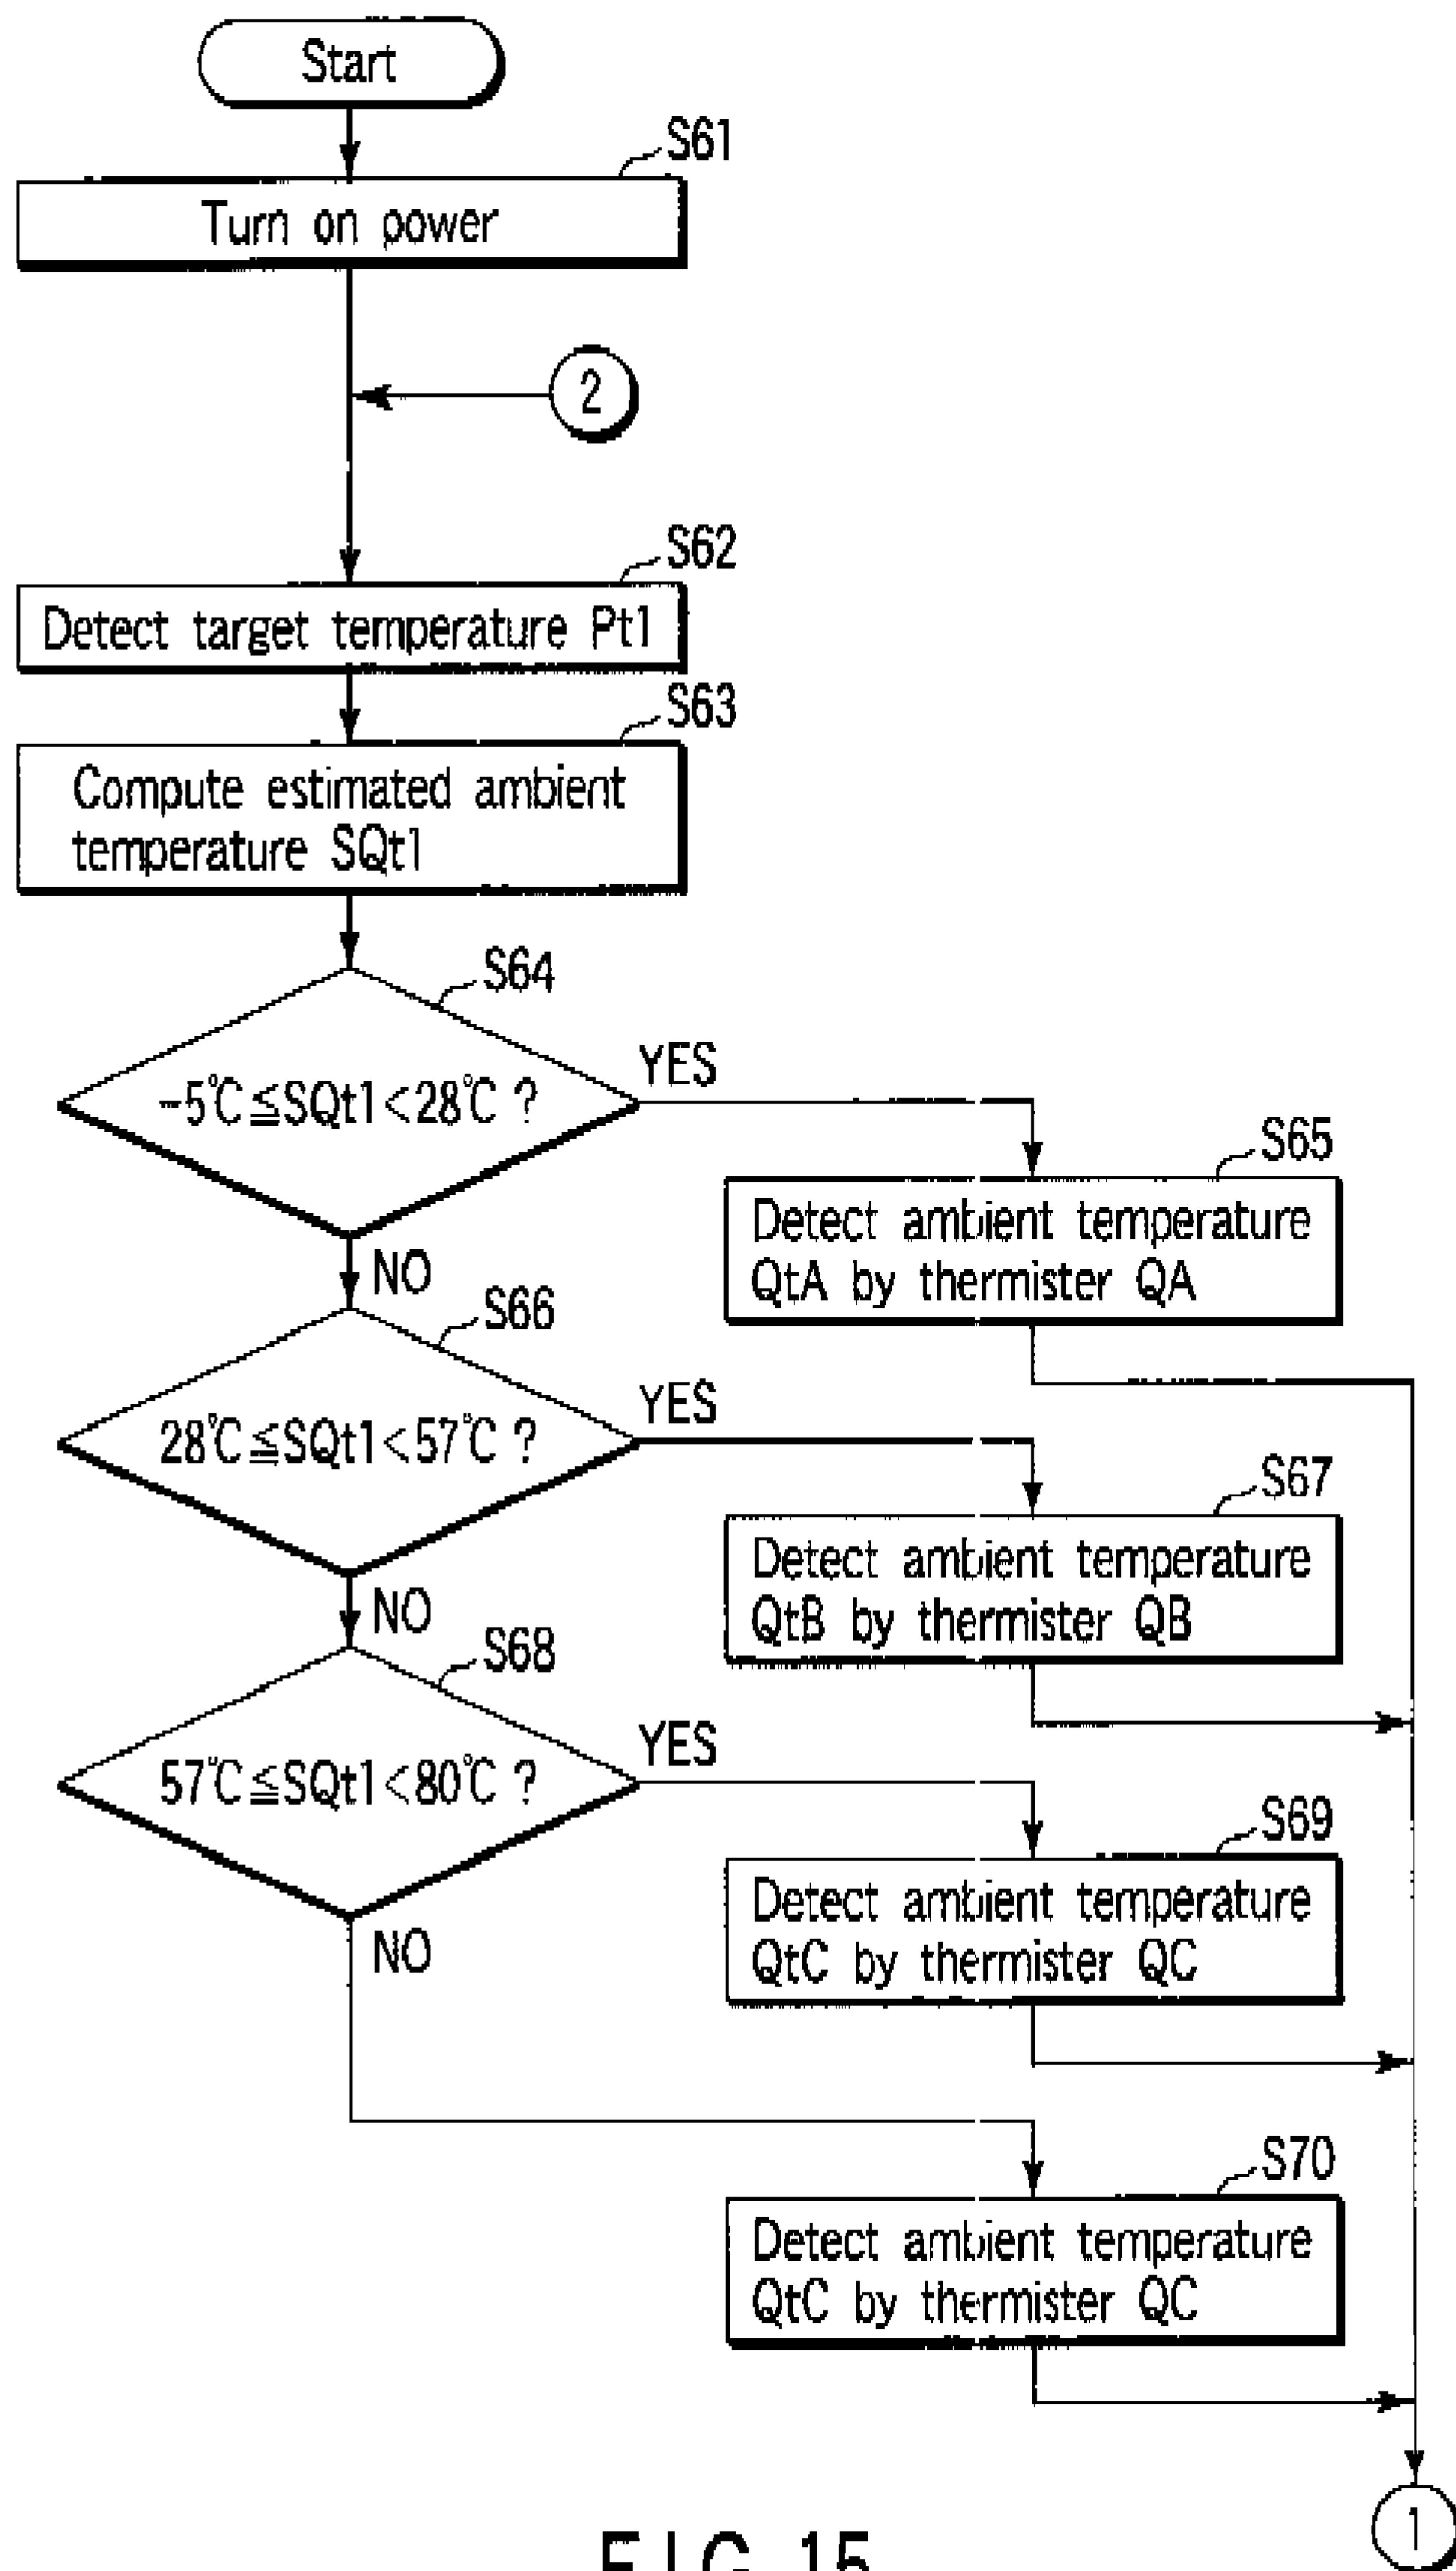 Start
S61
Turn on power
2
S62
Detect target temperature Pt1
S63
Compute estimated ambient
temperature SQt1
S64
-5℃≦SQt1<28℃ ?
YES
NO
S65
Detect ambient temperature
QtA by thermister QA
S66
28℃≦SQt1<57℃ ?
YES
NO
S67
Detect ambient temperature
QtB by thermister QB
S68
57℃≦SQt1<80℃ ?
YES
NO
S69
Detect ambient temperature
QtC by thermister QC
S70
Detect ambient temperature
QtC by thermister QC
1
FIG. 15